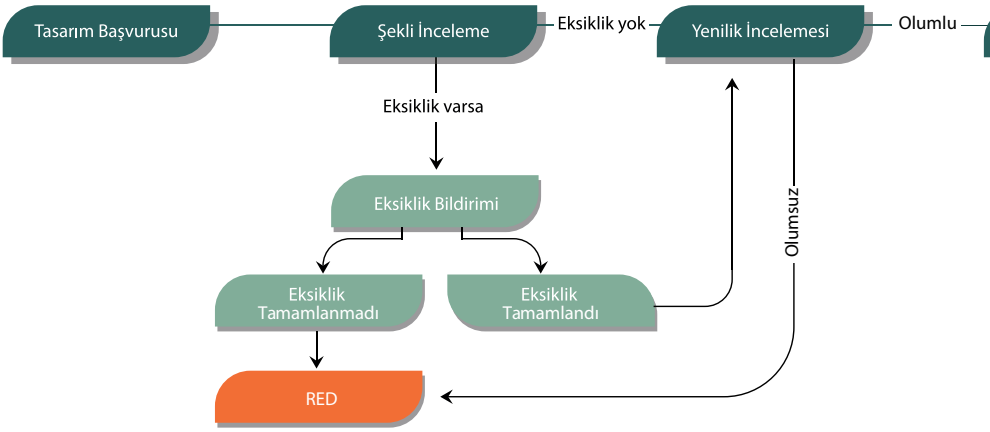 Tasarım Başvurusu
Şekli İnceleme
Eksiklik yok
Yenilik İncelemesi
Olumlu
Eksiklik varsa
Eksiklik Bildirimi
Olumsuz
Eksiklik
Tamamlanmadı
Eksiklik
Tamamlandı
RED